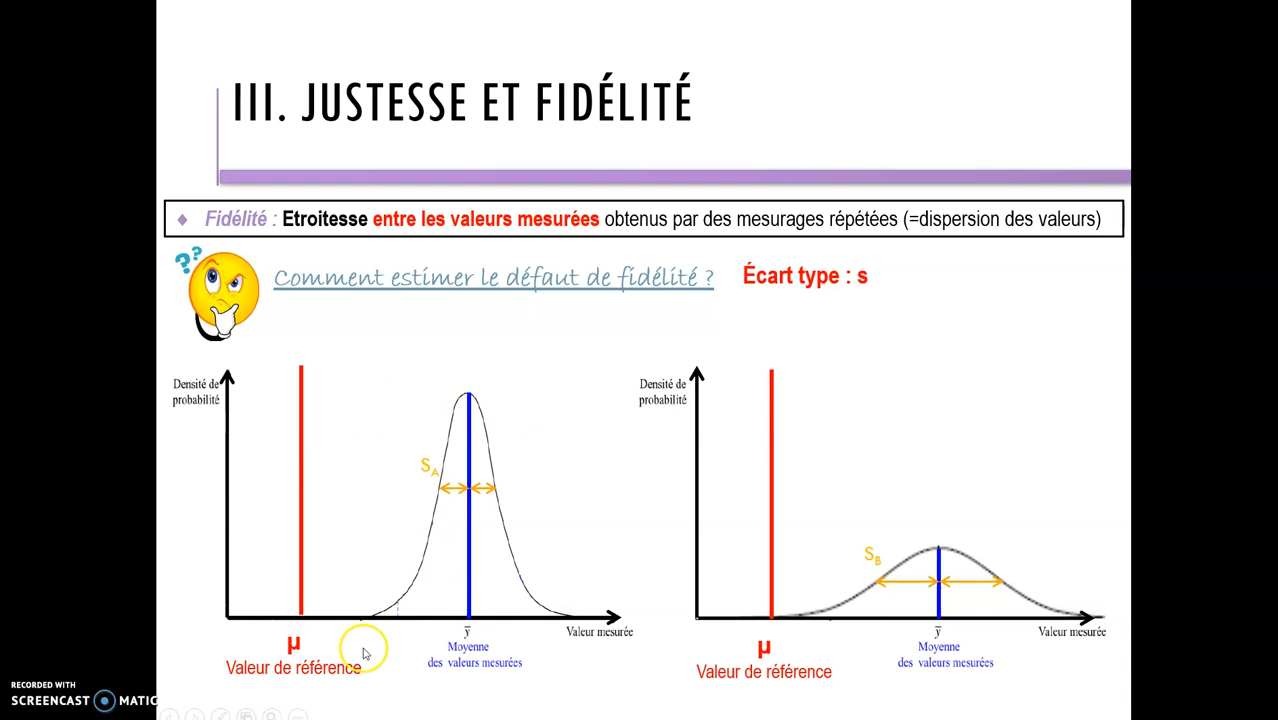 III. JUSTESSE ET FIDÉLITÉ
Fidélité : Etroitesse entre les valeurs mesurées obtenus par des mesurages répétées (=dispersion des valeurs)
???
Comment estimer le défaut de fidélité ?
Écart type : s
Densité de
probabilité
SA
μ
Valeur de référence
y̅
Moyenne
des valeurs mesurées
Valeur mesurée
Densité de
probabilité
SB
μ
Valeur de référence
y̅
Moyenne
des valeurs mesurées
Valeur mesurée
RECORDED WITH
SCREENCAST MATIC